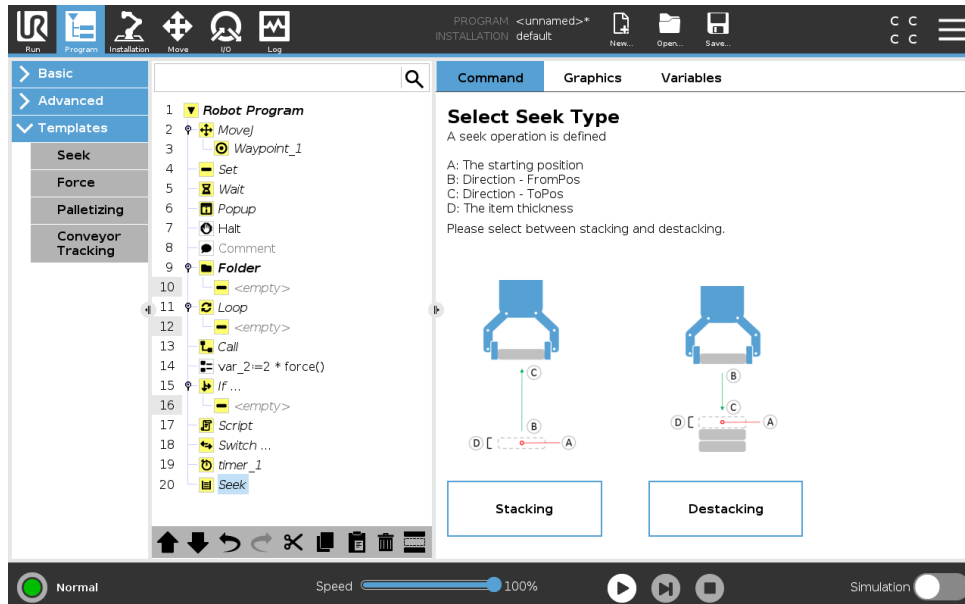 PROGRAM <unnamed>*
INSTALLATION default
UR
Run
Program
Installation
Move
I/O
Log
New...
Open...
Save...
C C
C C
Basic
Advanced
Templates
Seek
Force
Palletizing
Conveyor
Tracking
1 Robot Program
2 MoveJ
3 Waypoint_1
4 Set
5 Wait
6 Popup
7 Halt
8 Comment
9 Folder
10 <empty>
11 Loop
12 <empty>
13 Call
14 var_2:=2 * force()
15 If ...
16 <empty>
17 Script
18 Switch ...
19 timer_1
20 Seek
Command Graphics Variables
Select Seek Type
A seek operation is defined
A: The starting position
B: Direction - FromPos
C: Direction - ToPos
D: The item thickness
Please select between stacking and destacking.
C
B
D A
B
C
D A
Stacking
Destacking
Normal
Speed 100%
Simulation